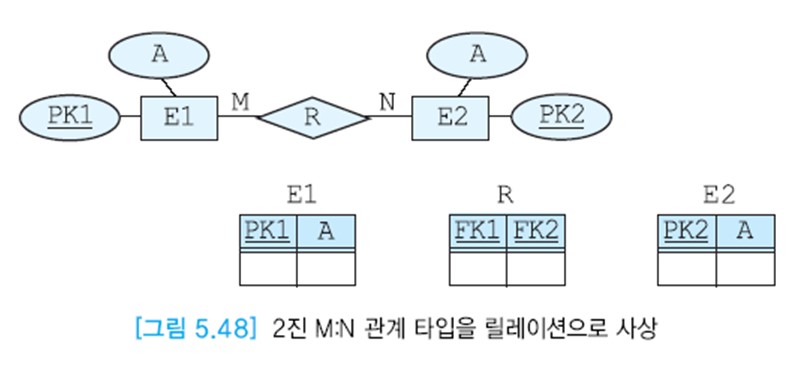 A A
PK1 E1 M R N E2 PK2
E1 R E2
PK1 A FK1 FK2 PK2 A
[그림 5.48] 2진 M:N 관계 타입을 릴레이션으로 사상